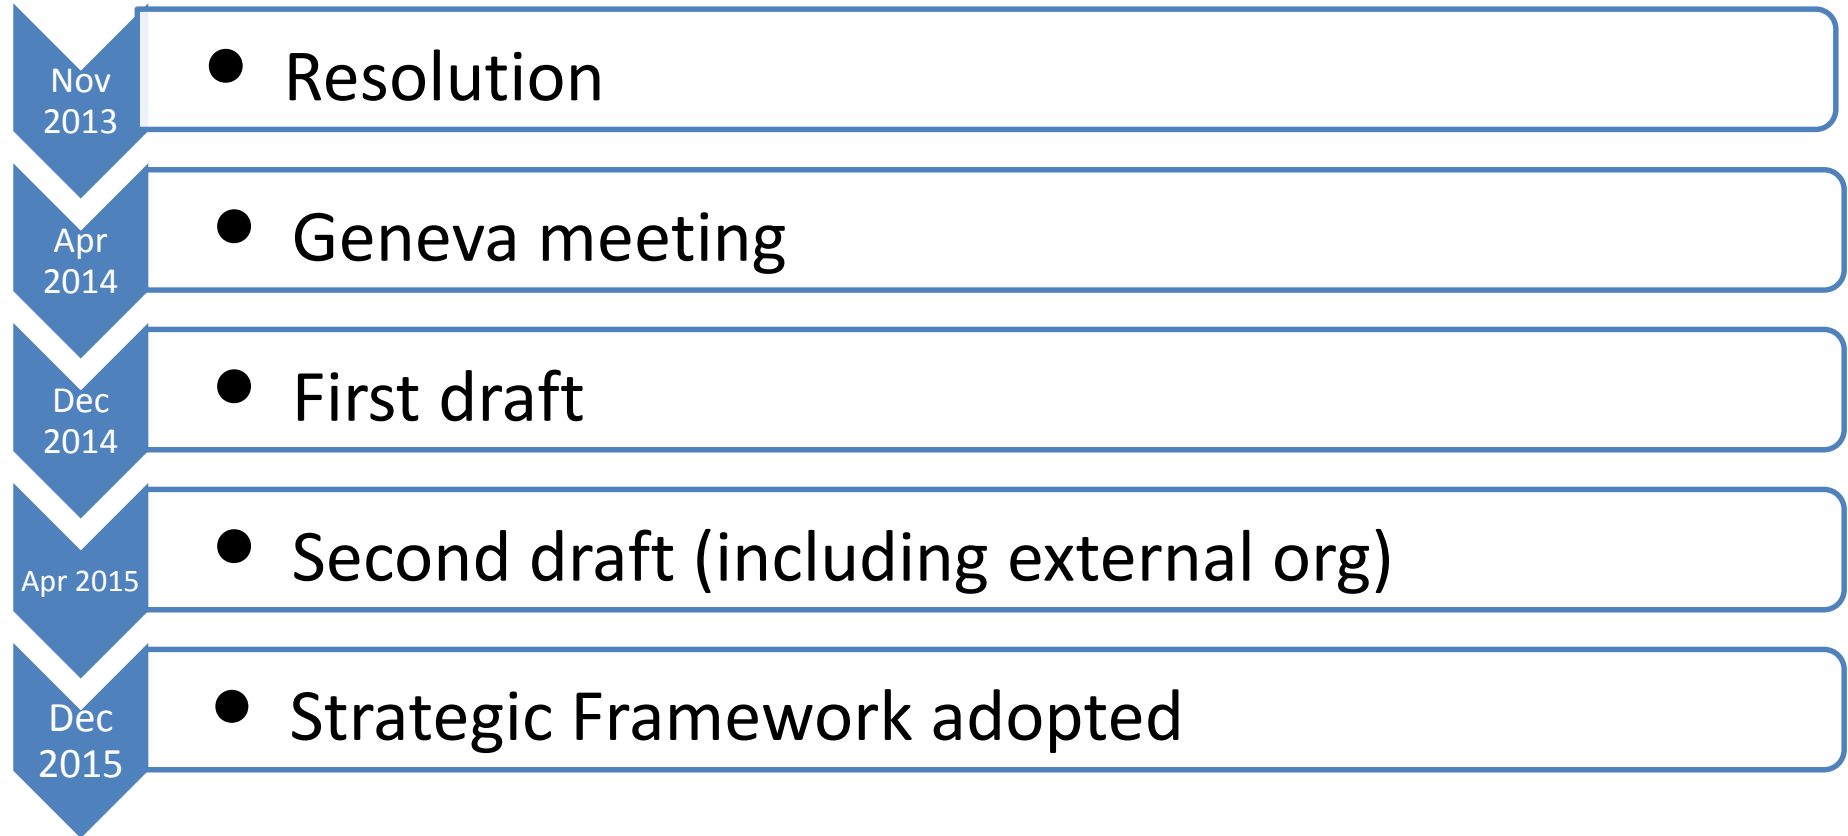 Nov
2013
• Resolution
Apr
2014
• Geneva meeting
Dec
2014
• First draft
Apr 2015
• Second draft (including external org)
Dec
2015
• Strategic Framework adopted